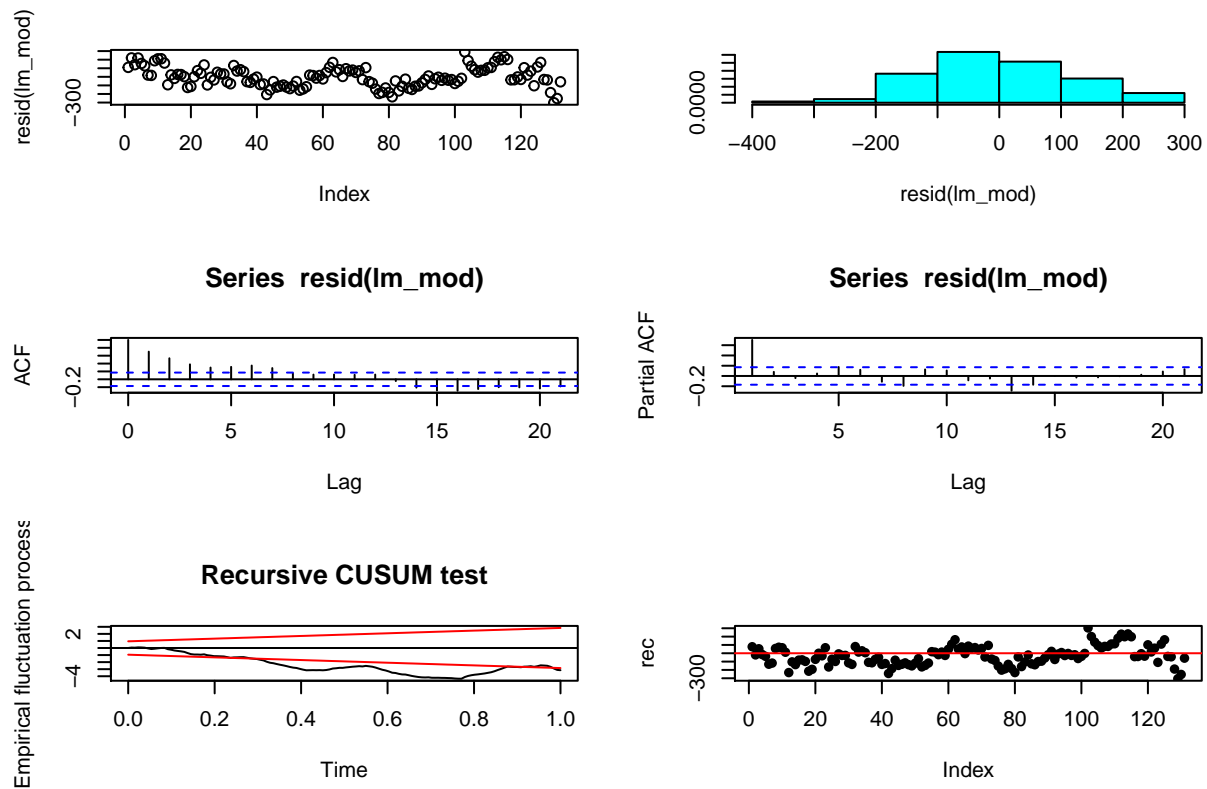 resid(lm_mod)
−300
0 20 40 60 80 100 120
Index
0.0000
−400 −200 0 100 200 300
resid(lm_mod)
Series resid(lm_mod)
ACF
−0.2
0 5 10 15 20
Lag
Series resid(lm_mod)
Partial ACF
−0.2
5 10 15 20
Lag
Recursive CUSUM test
Empirical fluctuation process
2
−4
0.0 0.2 0.4 0.6 0.8 1.0
Time
rec
−300
0 20 40 60 80 100 120
Index